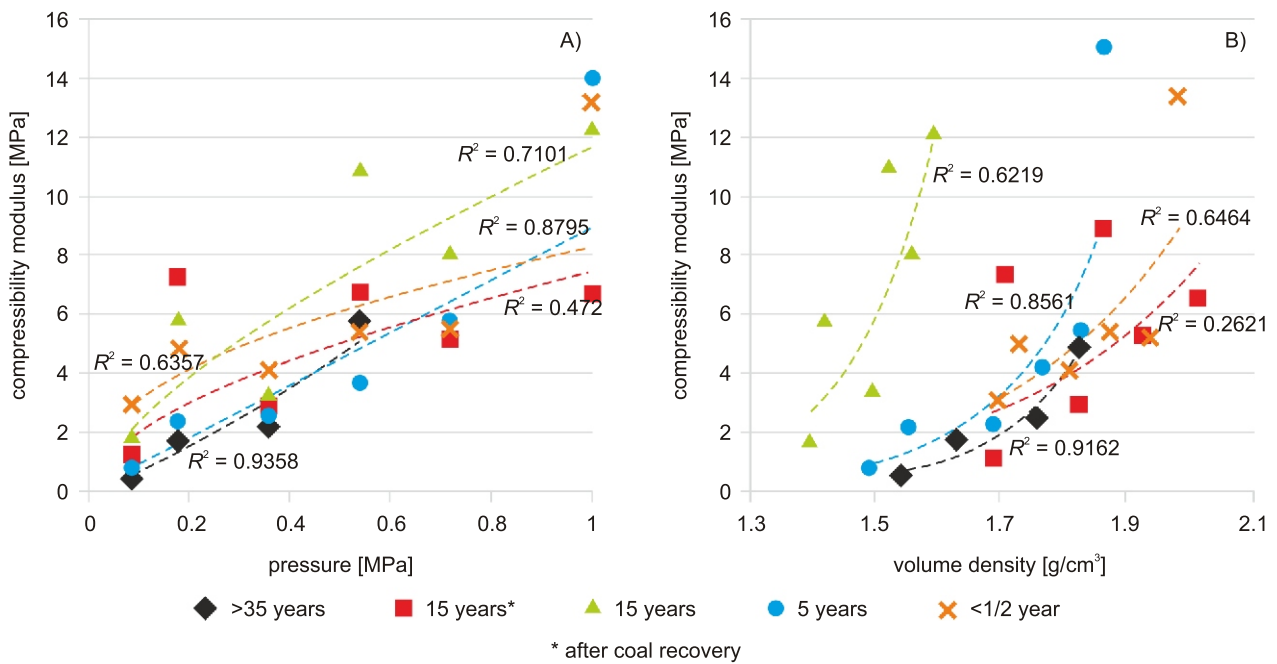 A)
compressibility modulus [MPa]
16
14
12
10
8
6
4
2
0
R² = 0.7101
R² = 0.8795
R² = 0.472
R² = 0.6357
R² = 0.9358
0 0.2 0.4 0.6 0.8 1
pressure [MPa]
B)
compressibility modulus [MPa]
16
14
12
10
8
6
4
2
0
R² = 0.6219
R² = 0.6464
R² = 0.8561
R² = 0.2621
R² = 0.9162
1.3 1.5 1.7 1.9 2.1
volume density [g/cm³]
>35 years 15 years* 15 years 5 years <1/2 year
* after coal recovery